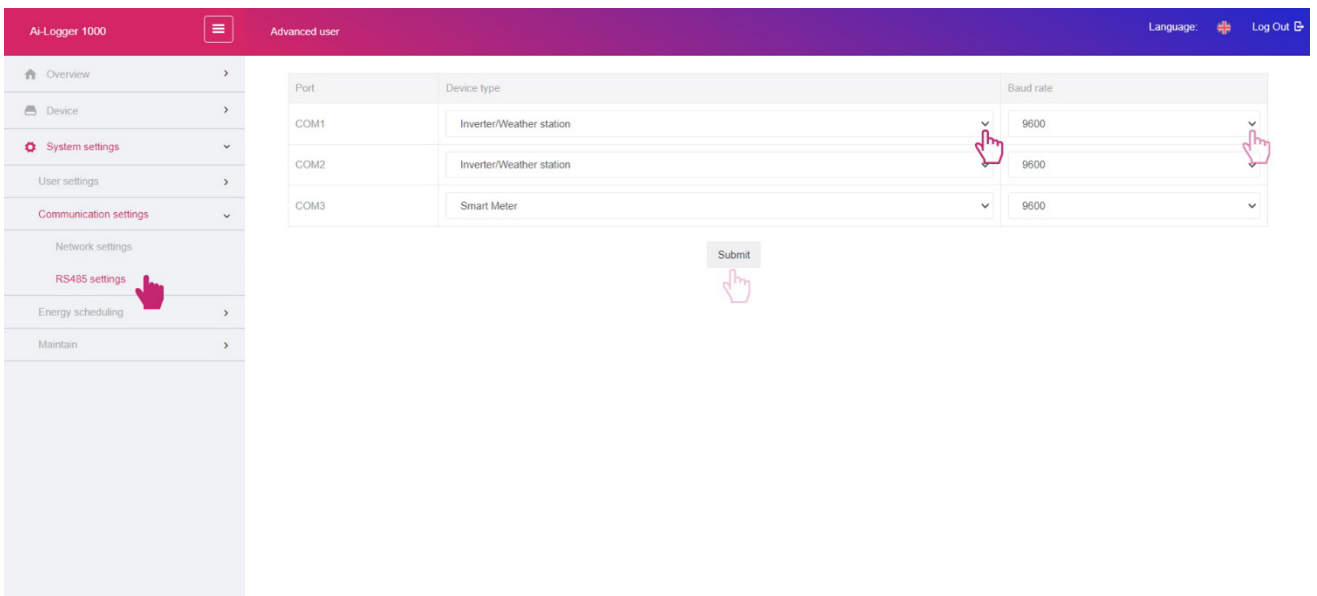 Ai-Logger 1000
Advanced user
Language:
Log Out
Overview
Device
System settings
User settings
Communication settings
Network settings
RS485 settings
Energy scheduling
Maintain
Port Device type Baud rate
COM1 Inverter/Weather station 9600
COM2 Inverter/Weather station 9600
COM3 Smart Meter 9600
Submit